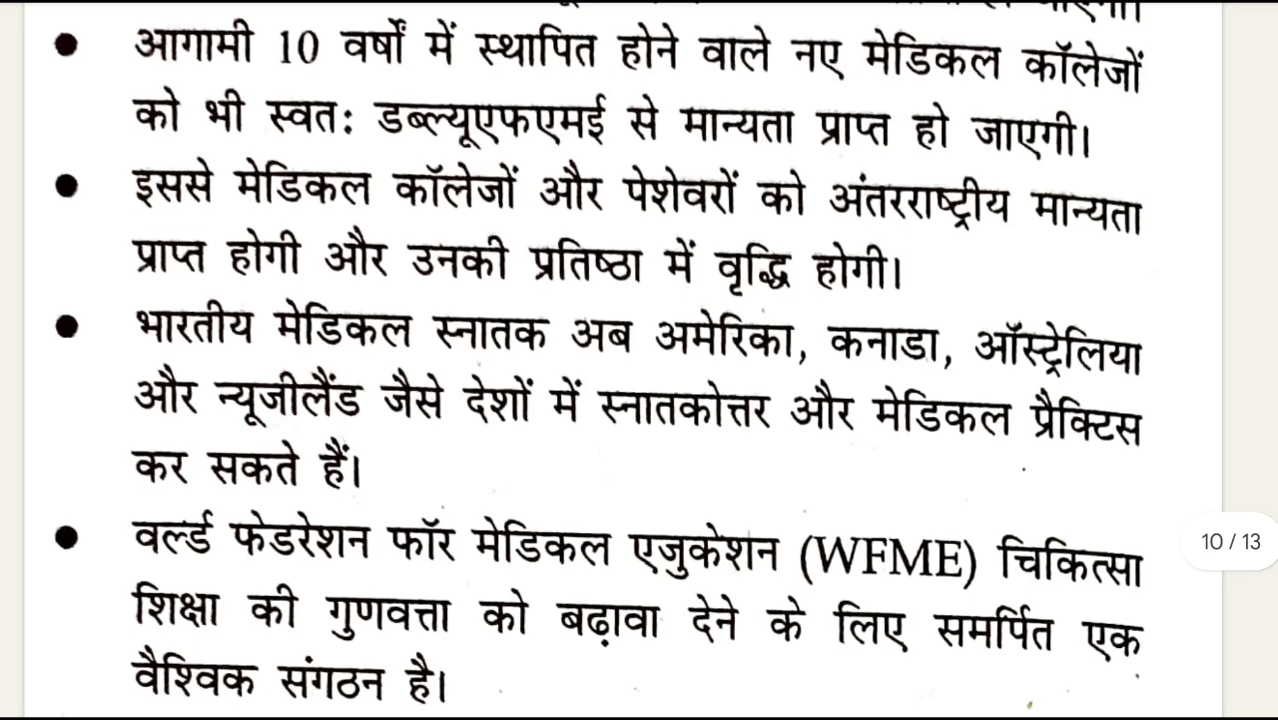 ● आगामी 10 वर्षों में स्थापित होने वाले नए मेडिकल कॉलेजों
को भी स्वतः डब्ल्यूएफएमई से मान्यता प्राप्त हो जाएगी।
● इससे मेडिकल कॉलेजों और पेशेवरों को अंतरराष्ट्रीय मान्यता
प्राप्त होगी और उनकी प्रतिष्ठा में वृद्धि होगी।
● भारतीय मेडिकल स्नातक अब अमेरिका, कनाडा, ऑस्ट्रेलिया
और न्यूजीलैंड जैसे देशों में स्नातकोत्तर और मेडिकल प्रैक्टिस
कर सकते हैं।
● वर्ल्ड फेडरेशन फॉर मेडिकल एजुकेशन (WFME) चिकित्सा
10 / 13
शिक्षा की गुणवत्ता को बढ़ावा देने के लिए समर्पित एक
वैश्विक संगठन है।